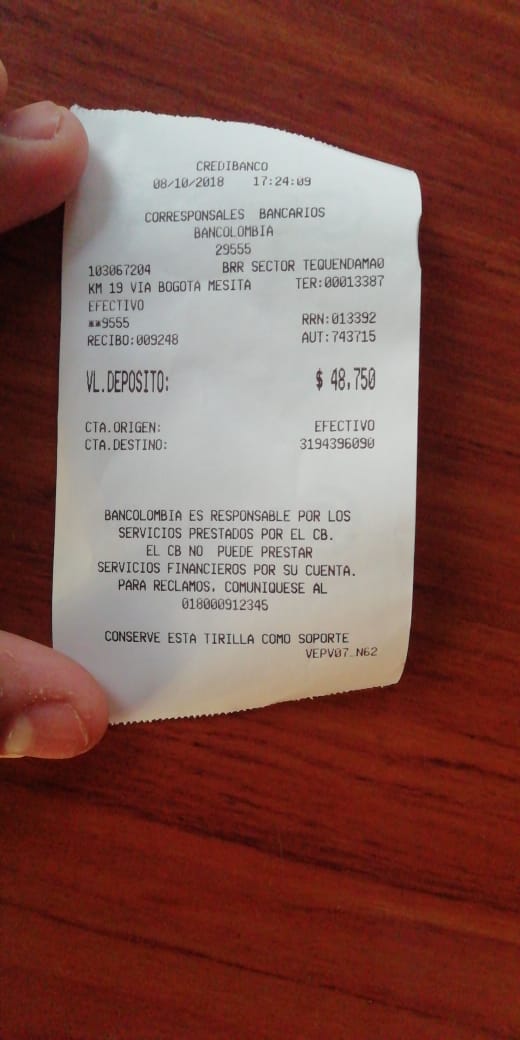 CREDIBANCO
08/10/2018 17:24:09
CORRESPONSALES BANCARIOS
BANCOLOMBIA
29555
103067204 BRR SECTOR TEQUENDAMA0
KM 19 VIA BOGOTA MESITA TER:00013387
EFECTIVO
**9555 RRN:013392
RECIBO:009248 AUT:743715
VL.DEPOSITO: $ 48,750
CTA.ORIGEN: EFECTIVO
CTA.DESTINO: 3194396090
BANCOLOMBIA ES RESPONSABLE POR LOS
SERVICIOS PRESTADOS POR EL CB.
EL CB NO PUEDE PRESTAR
SERVICIOS FINANCIEROS POR SU CUENTA.
PARA RECLAMOS, COMUNIQUESE AL
018000912345
CONSERVE ESTA TIRILLA COMO SOPORTE
VEPV07_N62